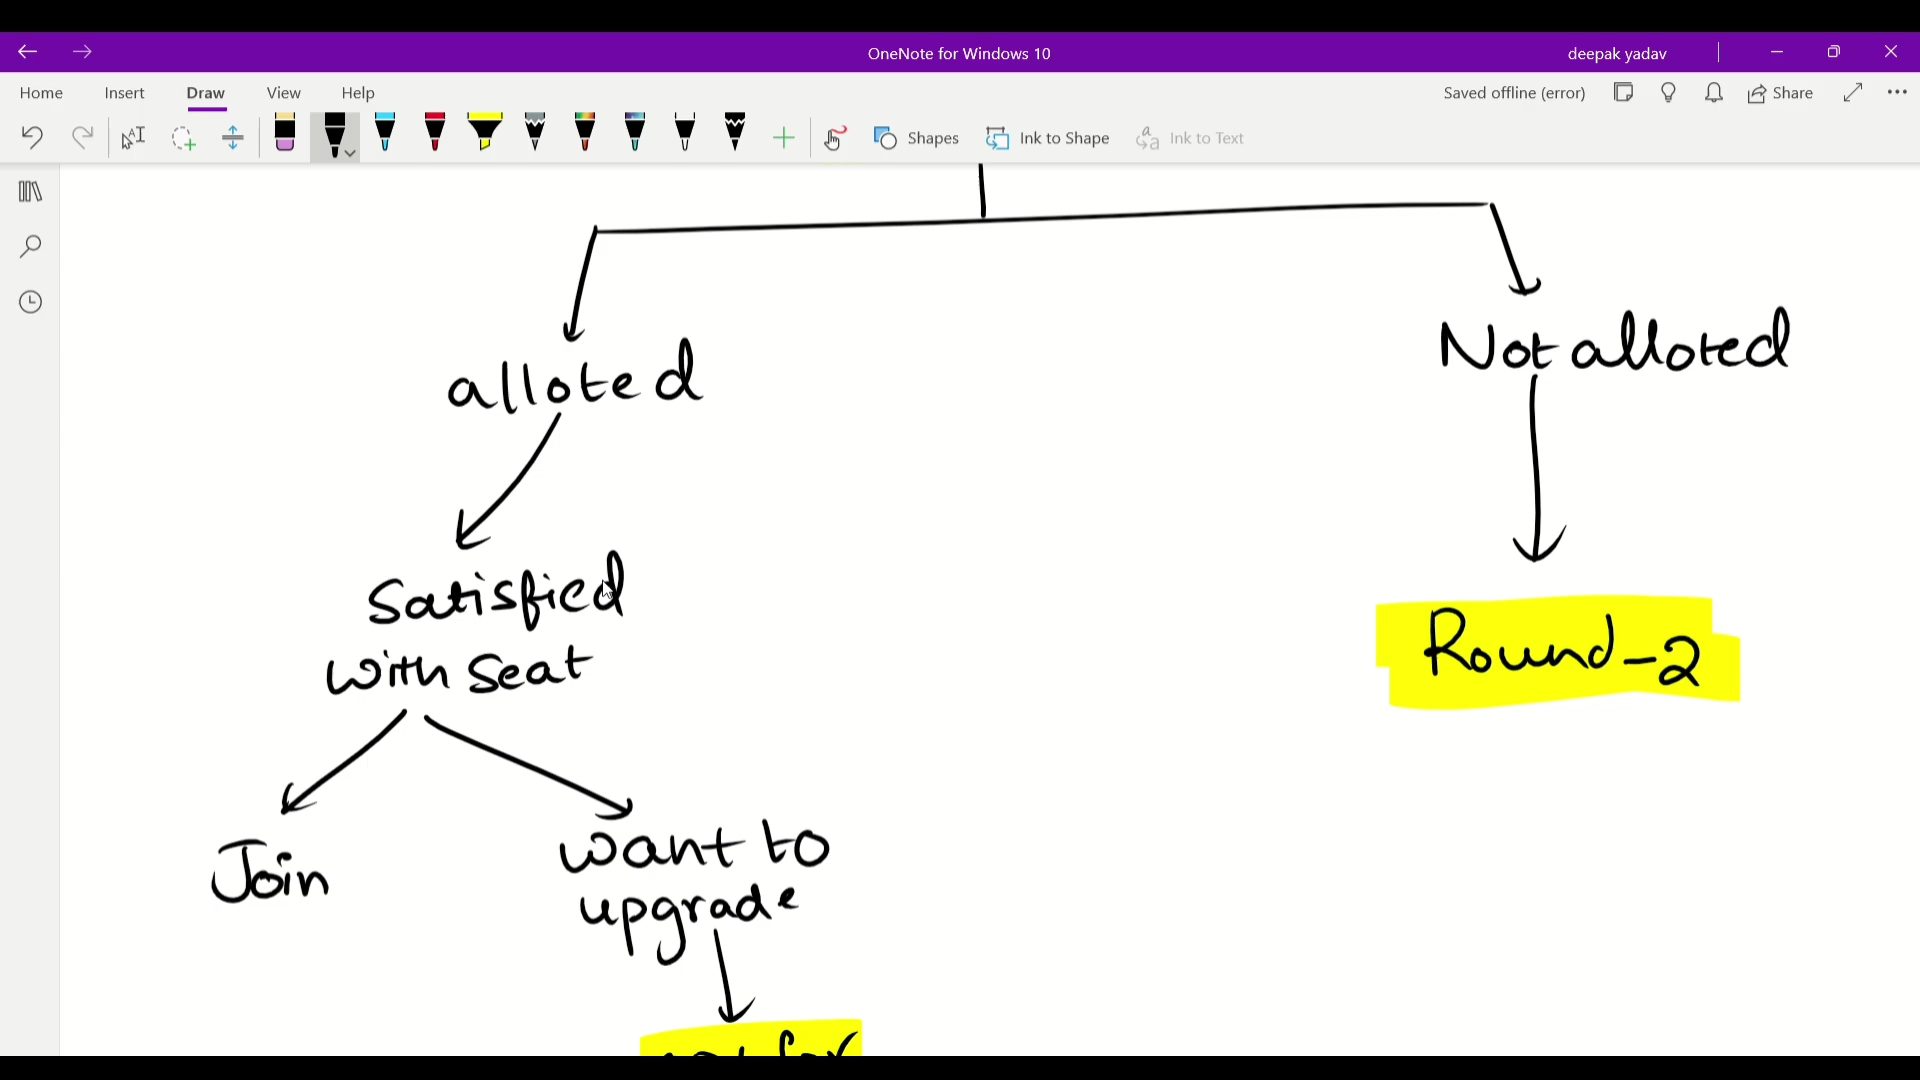 OneNote for Windows 10
deepak yadav
Home Insert Draw View Help
Saved offline (error)
Share
Shapes
Ink to Shape
Ink to Text
alloted
Not alloted
Satisfied
with seat
Round-2
Join
want to
upgrade
for